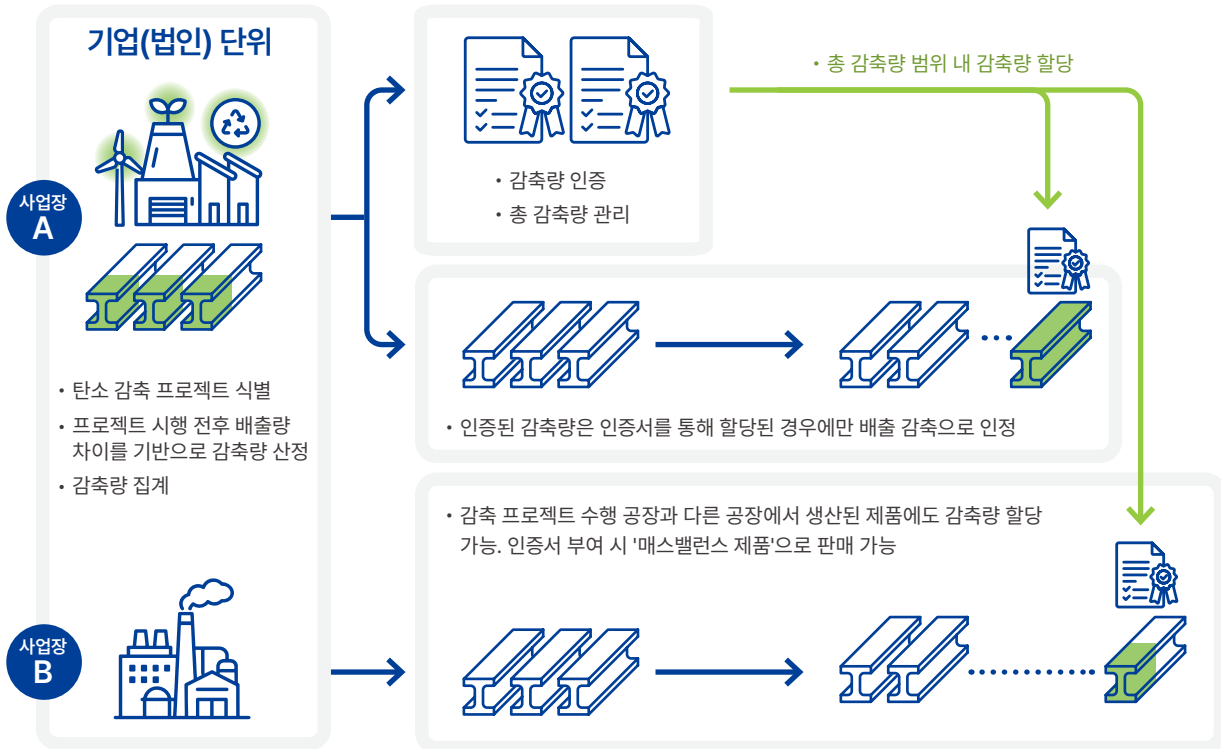 기업(법인) 단위
사업장
A
• 탄소 감축 프로젝트 식별
• 프로젝트 시행 전후 배출량
차이를 기반으로 감축량 산정
• 감축량 집계
사업장
B
• 감축량 인증
• 총 감축량 관리
• 총 감축량 범위 내 감축량 할당
• 인증된 감축량은 인증서를 통해 할당된 경우에만 배출 감축으로 인정
• 감축 프로젝트 수행 공장과 다른 공장에서 생산된 제품에도 감축량 할당
가능. 인증서 부여 시 '매스밸런스 제품'으로 판매 가능